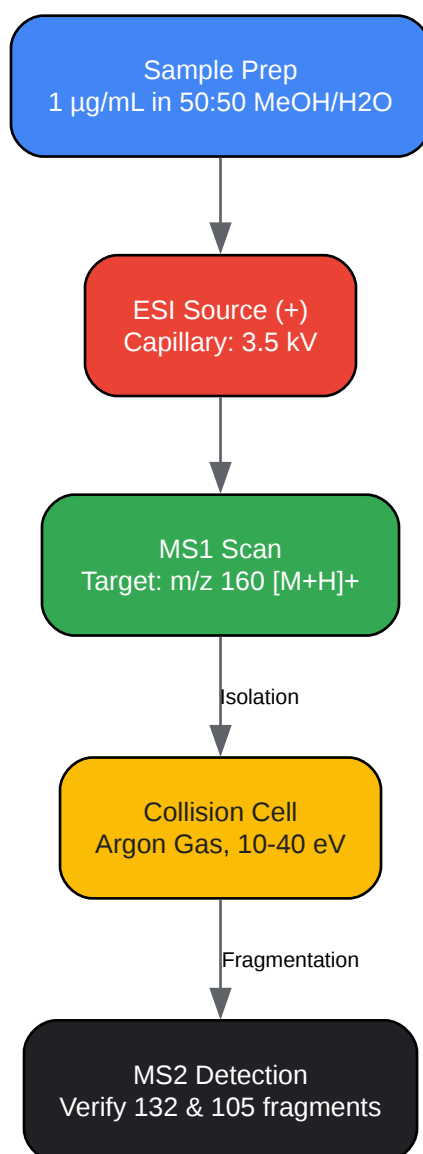 Sample Prep
1 µg/mL in 50:50 MeOH/H2O
ESI Source (+)
Capillary: 3.5 kV
MS1 Scan
Target: m/z 160 [M+H]+
Isolation
Collision Cell
Argon Gas, 10-40 eV
Fragmentation
MS2 Detection
Verify 132 & 105 fragments